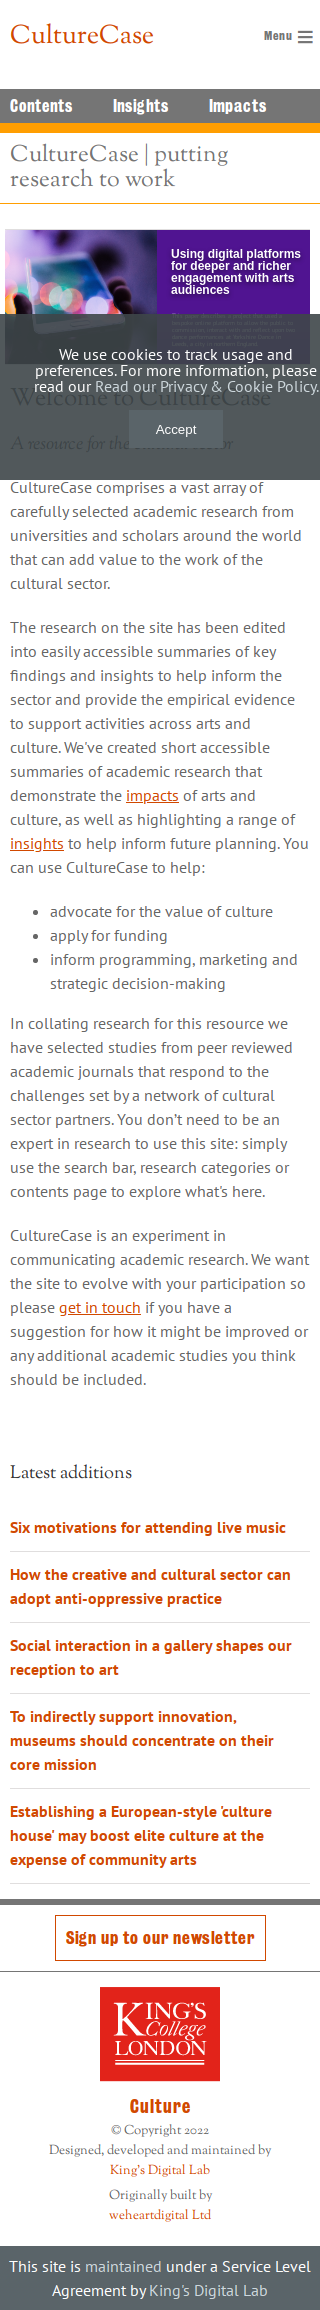 CultureCase
Menu
Contents Insights Impacts
CultureCase | putting
research to work
Using digital platforms
for deeper and richer
engagement with arts
audiences
We use cookies to track usage and
preferences. For more information, please
read our Read our Privacy & Cookie Policy.
Welcome to CultureCase
Accept
A resource for the cultural sector
CultureCase comprises a vast array of
carefully selected academic research from
universities and scholars around the world
that can add value to the work of the
cultural sector.
The research on the site has been edited
into easily accessible summaries of key
findings and insights to help inform the
sector and provide the empirical evidence
to support activities across arts and
culture. We've created short accessible
summaries of academic research that
demonstrate the impacts of arts and
culture, as well as highlighting a range of
insights to help inform future planning. You
can use CultureCase to help:
• advocate for the value of culture
• apply for funding
• inform programming, marketing and
strategic decision-making
In collating research for this resource we
have selected studies from peer reviewed
academic journals that respond to the
challenges set by a network of cultural
sector partners. You don’t need to be an
expert in research to use this site: simply
use the search bar, research categories or
contents page to explore what's here.
CultureCase is an experiment in
communicating academic research. We want
the site to evolve with your participation so
please get in touch if you have a
suggestion for how it might be improved or
any additional academic studies you think
should be included.
Latest additions
Six motivations for attending live music
How the creative and cultural sector can
adopt anti-oppressive practice
Social interaction in a gallery shapes our
reception to art
To indirectly support innovation,
museums should concentrate on their
core mission
Establishing a European-style 'culture
house' may boost elite culture at the
expense of community arts
Sign up to our newsletter
KING'S
College
LONDON
Culture
© Copyright 2022
Designed, developed and maintained by
King's Digital Lab
Originally built by
weheartdigital Ltd
This site is maintained under a Service Level
Agreement by King's Digital Lab